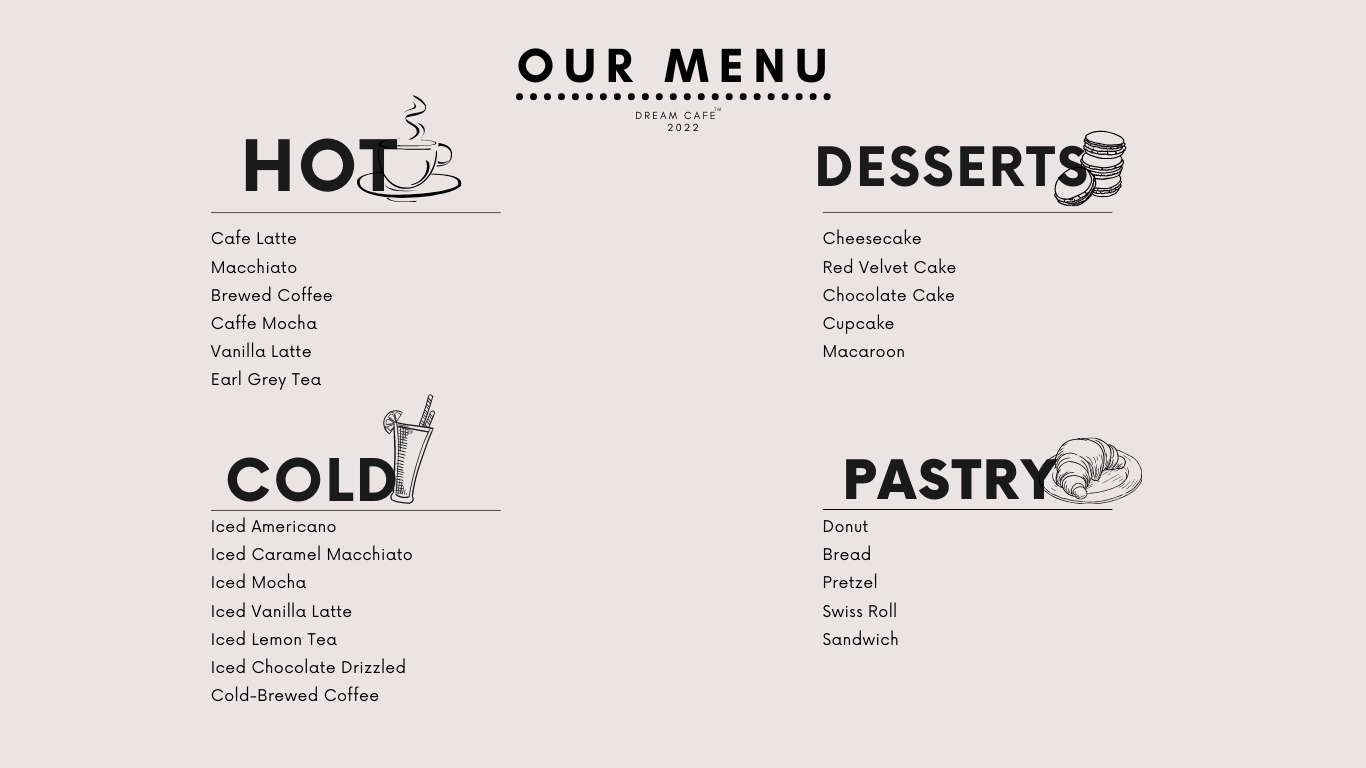 OUR MENU
DREAM CAFE™
2022
HOT
Cafe Latte
Macchiato
Brewed Coffee
Caffe Mocha
Vanilla Latte
Earl Grey Tea
COLD
Iced Americano
Iced Caramel Macchiato
Iced Mocha
Iced Vanilla Latte
Iced Lemon Tea
Iced Chocolate Drizzled
Cold-Brewed Coffee
DESSERTS
Cheesecake
Red Velvet Cake
Chocolate Cake
Cupcake
Macaroon
PASTRY
Donut
Bread
Pretzel
Swiss Roll
Sandwich